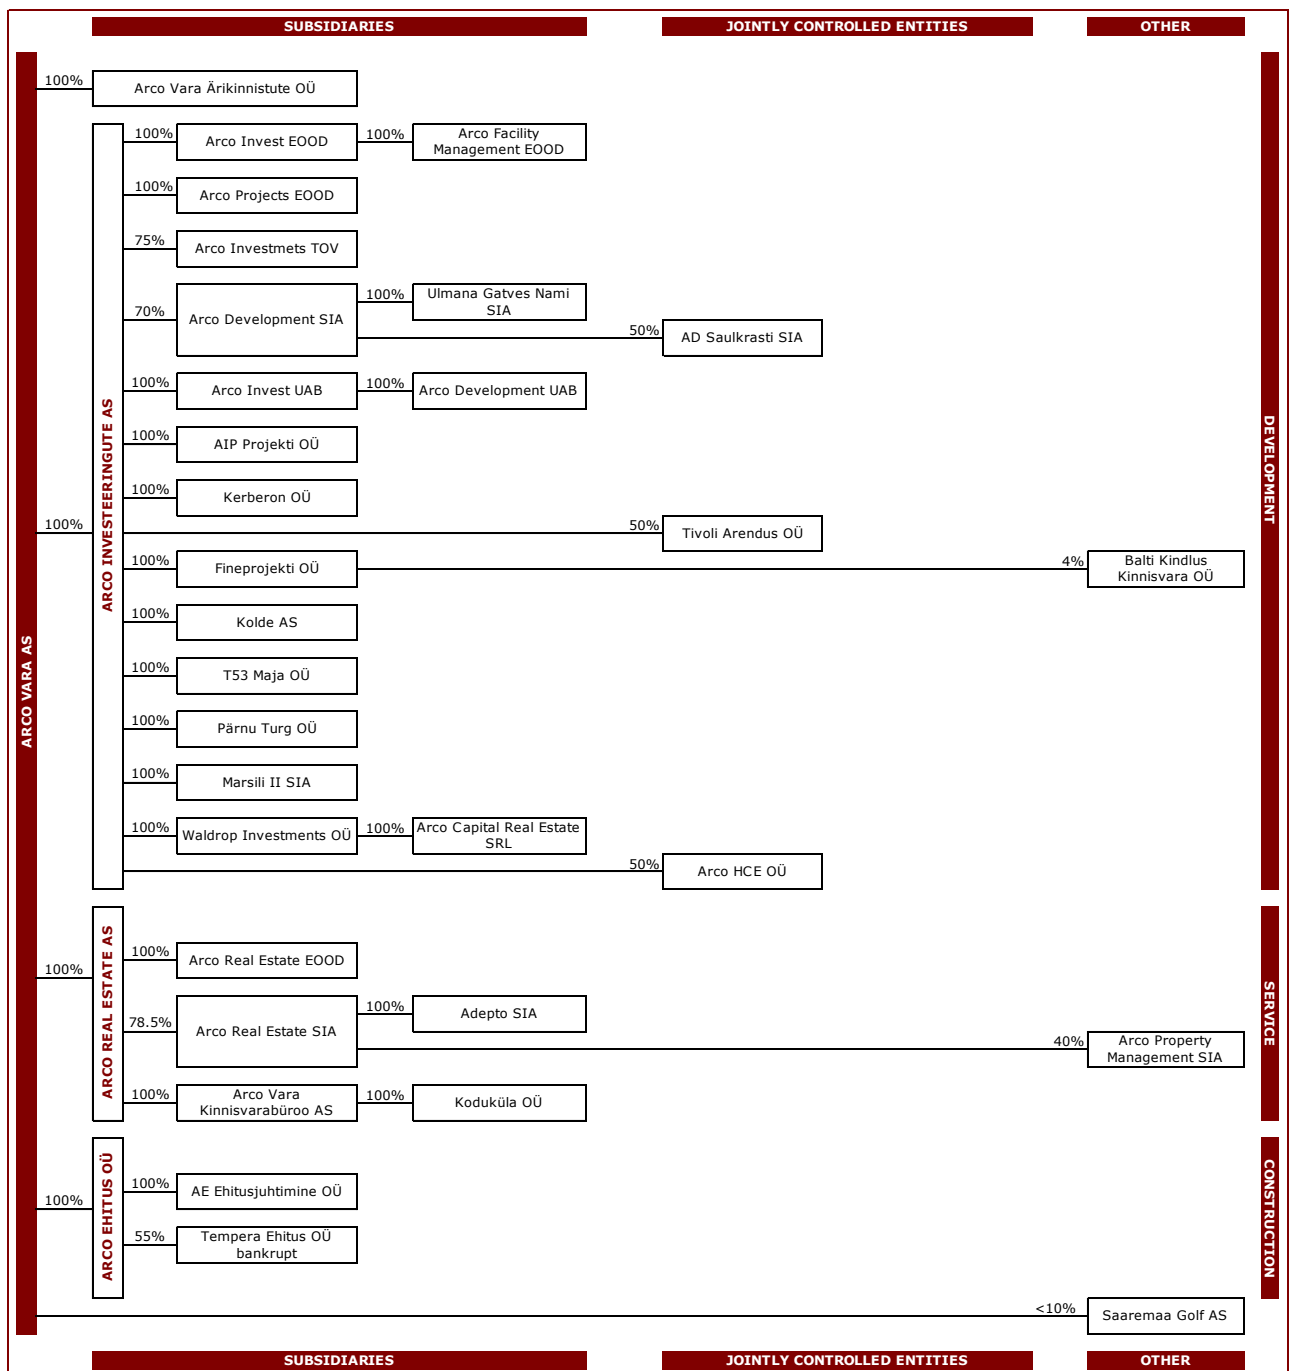 SUBSIDIARIES
JOINTLY CONTROLLED ENTITIES
OTHER
ARCO VARA AS
DEVELOPMENT
100%
Arco Vara Ärikinnistute OÜ
100%
ARCO INVESTEERINGUTE AS
100%
Arco Invest EOOD
100%
Arco Facility
Management EOOD
100%
Arco Projects EOOD
75%
Arco Investmets TOV
70%
Arco Development SIA
100%
Ulmana Gatves Nami
SIA
50%
AD Saulkrasti SIA
100%
Arco Invest UAB
100%
Arco Development UAB
100%
AIP Projekti OÜ
100%
Kerberon OÜ
50%
Tivoli Arendus OÜ
100%
Fineprojekti OÜ
4%
Balti Kindlus
Kinnisvara OÜ
100%
Kolde AS
100%
T53 Maja OÜ
100%
Pärnu Turg OÜ
100%
Marsili II SIA
100%
Waldrop Investments OÜ
100%
Arco Capital Real Estate
SRL
50%
Arco HCE OÜ
100%
ARCO REAL ESTATE AS
SERVICE
100%
Arco Real Estate EOOD
78.5%
Arco Real Estate SIA
100%
Adepto SIA
40%
Arco Property
Management SIA
100%
Arco Vara
Kinnisvarabüroo AS
100%
Koduküla OÜ
100%
ARCO EHITUS OÜ
CONSTRUCTION
100%
AE Ehitusjuhtimine OÜ
55%
Tempera Ehitus OÜ
bankrupt
<10%
Saaremaa Golf AS
SUBSIDIARIES
JOINTLY CONTROLLED ENTITIES
OTHER